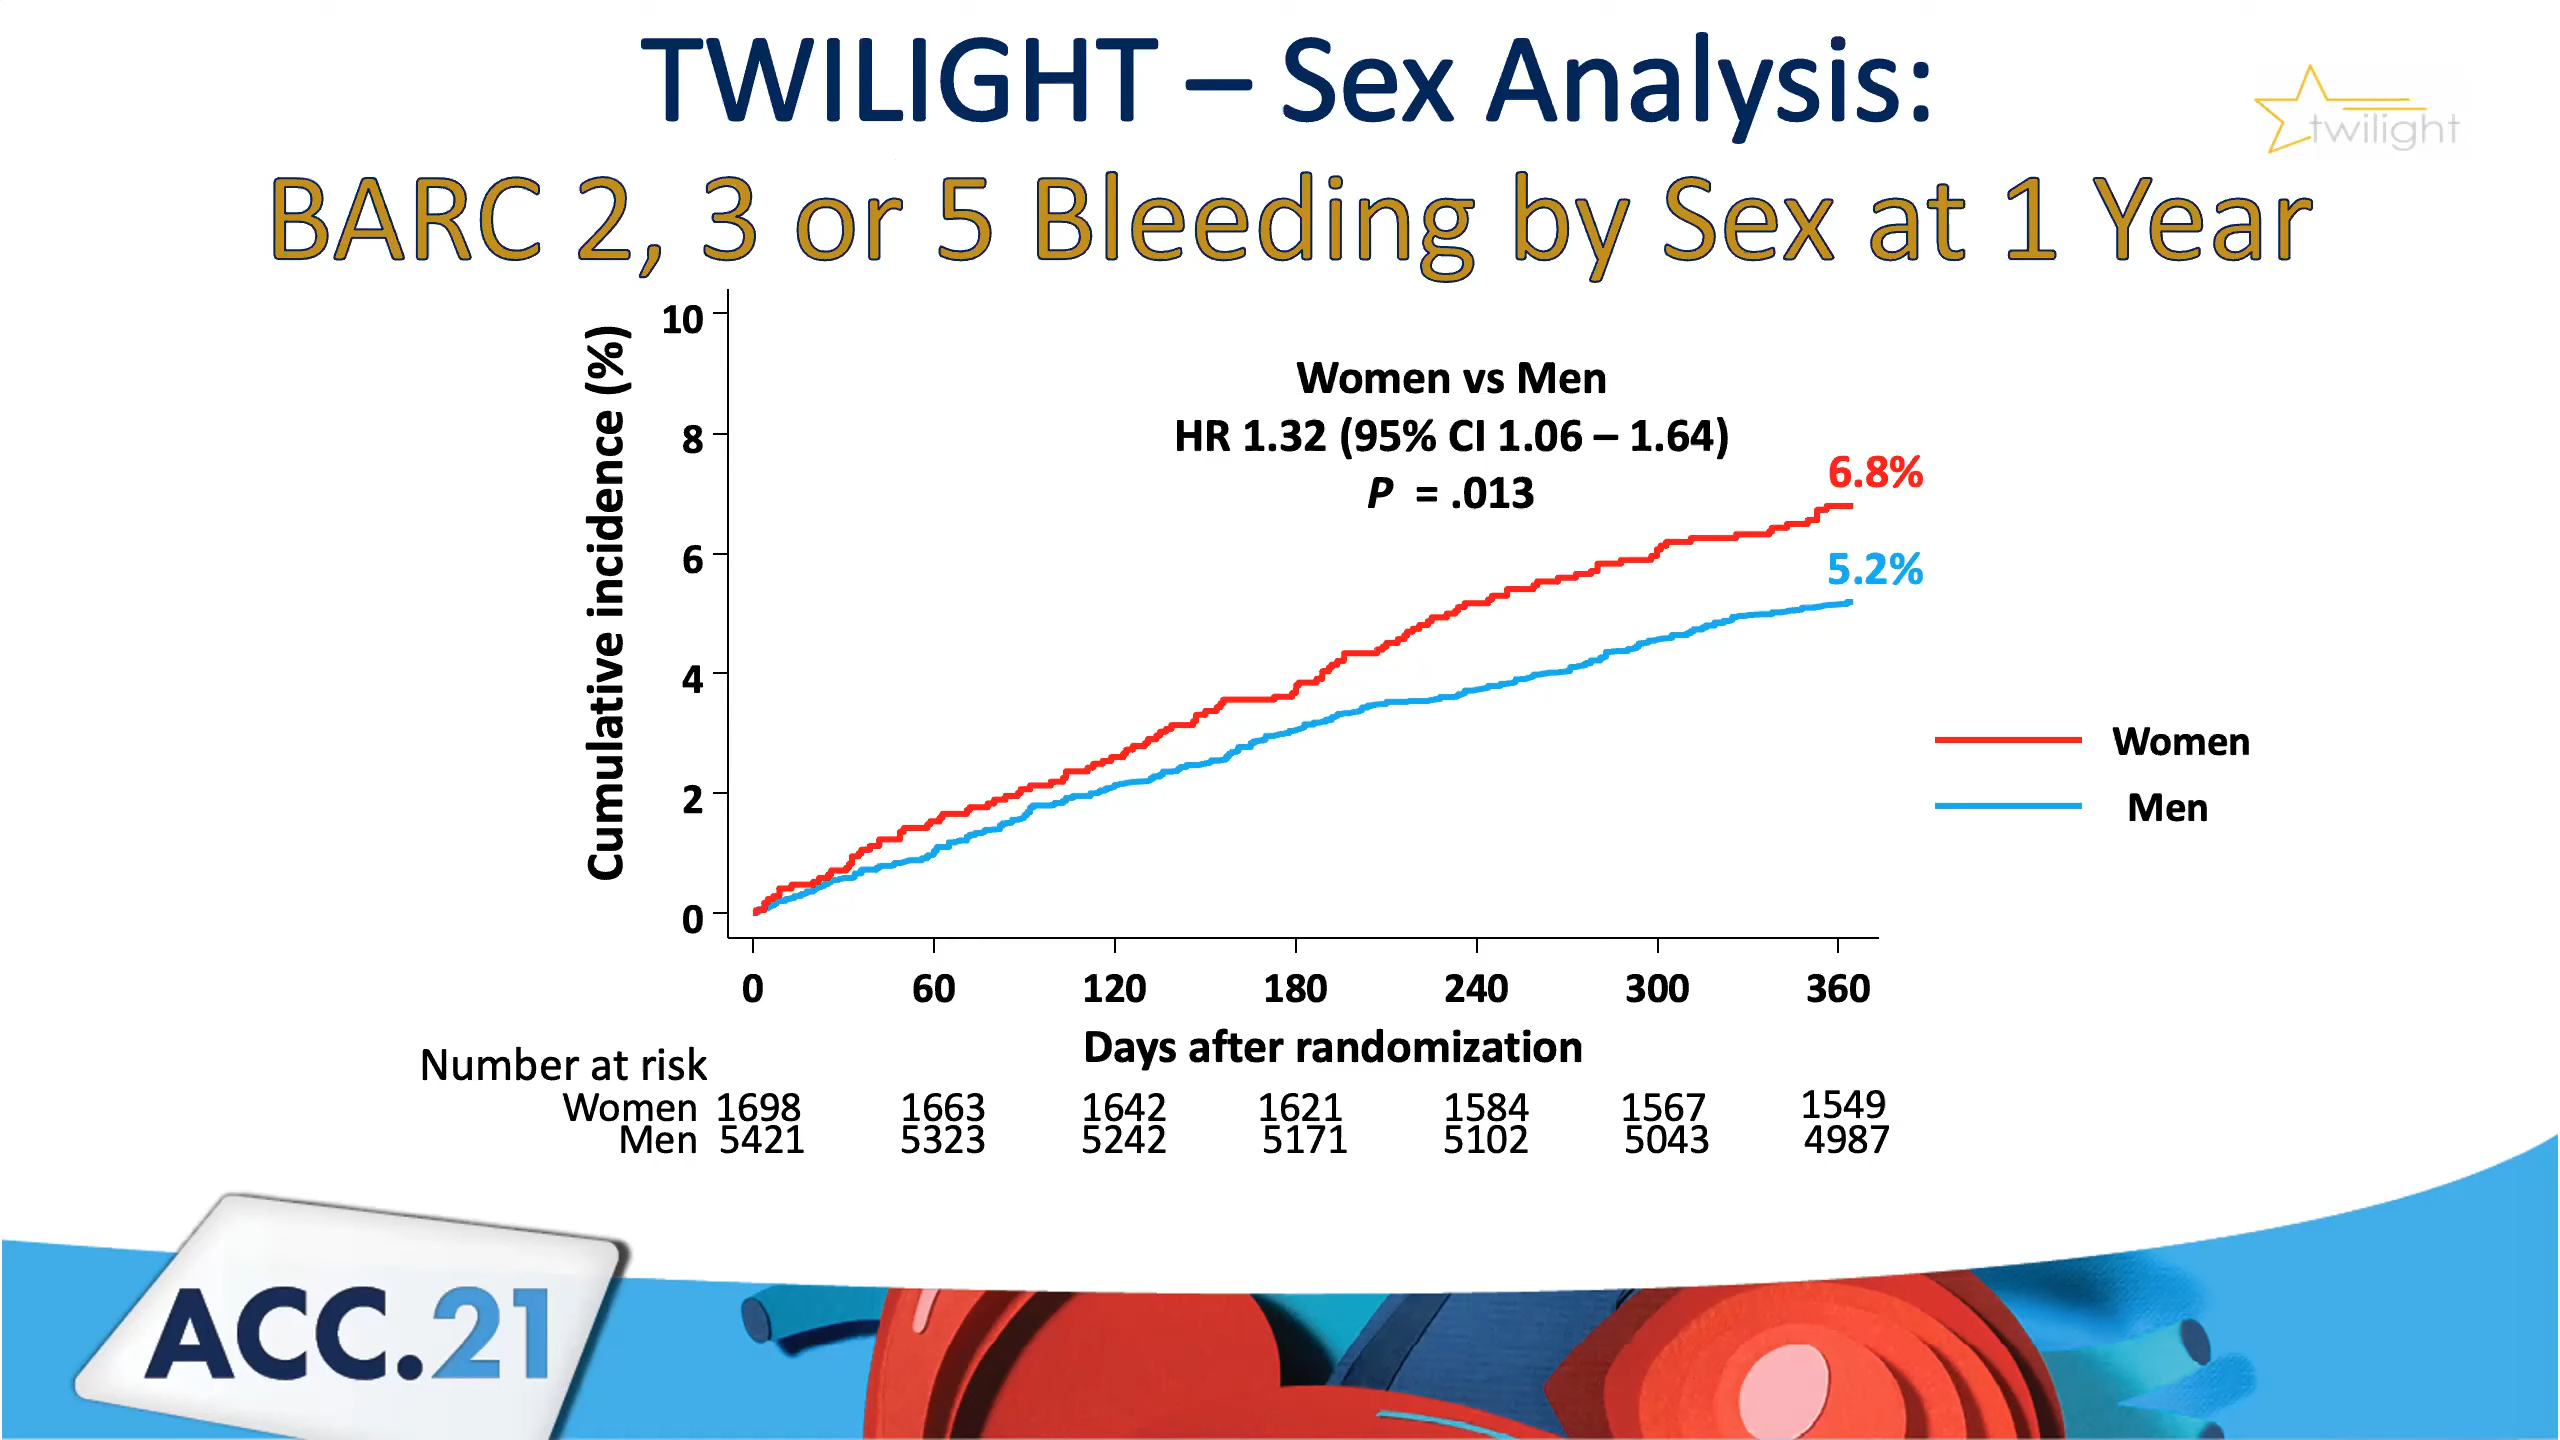 TWILIGHT – Sex Analysis:
twilight
BARC 2, 3 or 5 Bleeding by Sex at 1 Year
Cumulative incidence (%)
10
8
6
4
2
0
Women vs Men
HR 1.32 (95% CI 1.06 – 1.64)
P = .013
6.8%
5.2%
Women
Men
0 60 120 180 240 300 360
Days after randomization
Number at risk
Women 1698 1663 1642 1621 1584 1567 1549
Men 5421 5323 5242 5171 5102 5043 4987
ACC.21